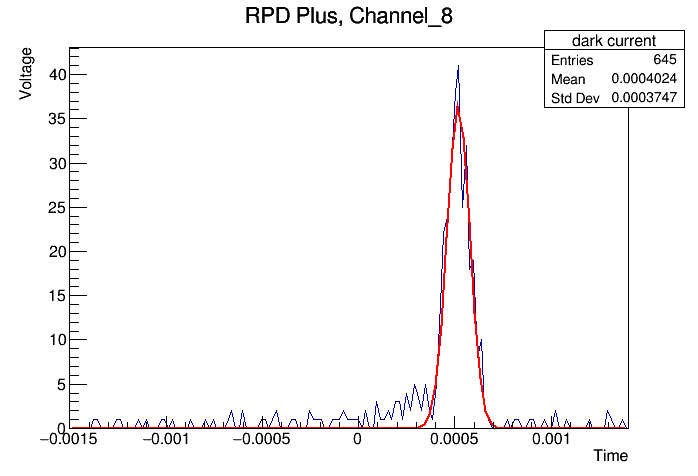 RPD Plus, Channel_8
dark current
Entries 645
Mean 0.0004024
Std Dev 0.0003747
Voltage
40
35
30
25
20
15
10
5
0
−0.0015 −0.001 −0.0005 0 0.0005 0.001
Time